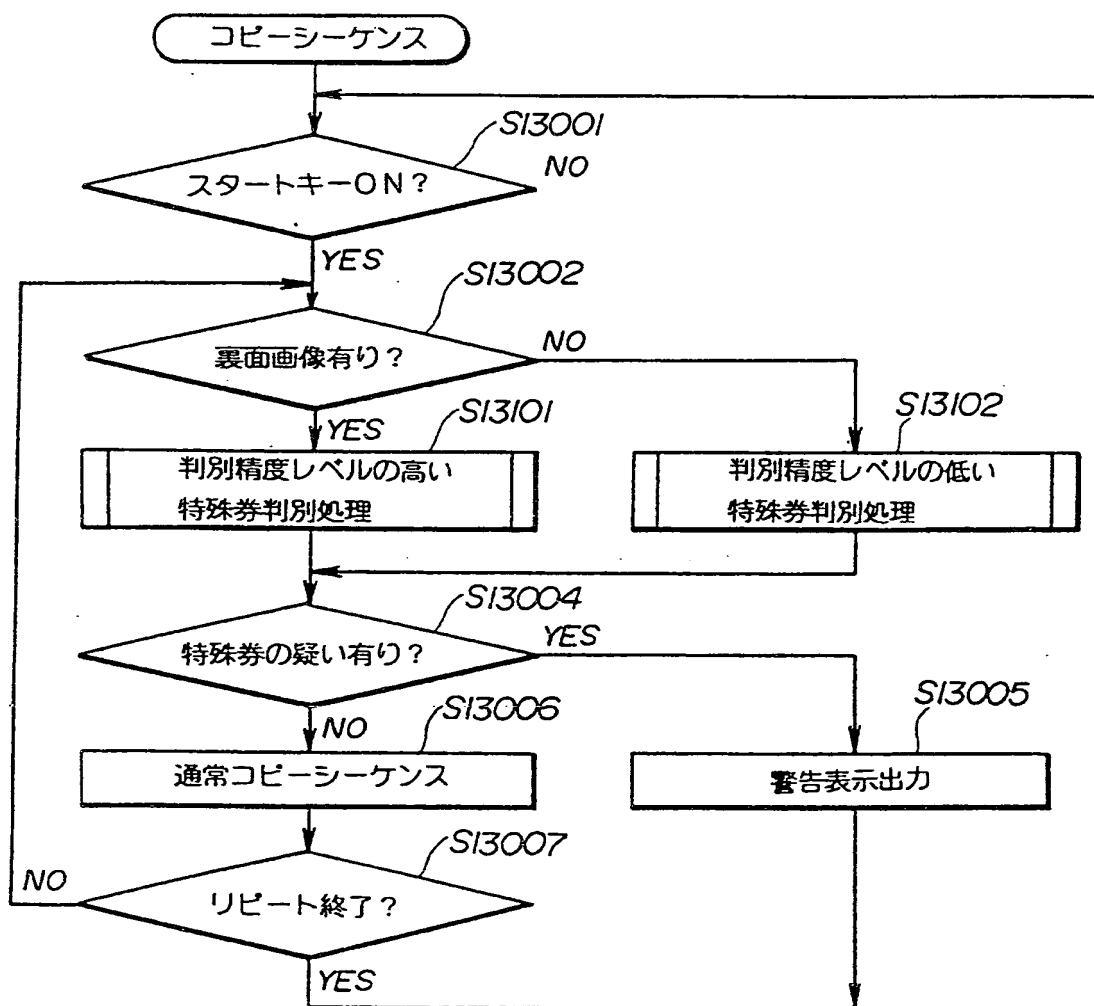 コピーシーケンス
S13001
スタートキーON?
NO
YES
S13002
裏面画像有り?
NO
YES
S13101
判別精度レベルの高い
特殊券判別処理
S13102
判別精度レベルの低い
特殊券判別処理
S13004
特殊券の疑い有り?
YES
NO
S13006
通常コピーシーケンス
S13005
警告表示出力
S13007
リピート終了?
NO
YES